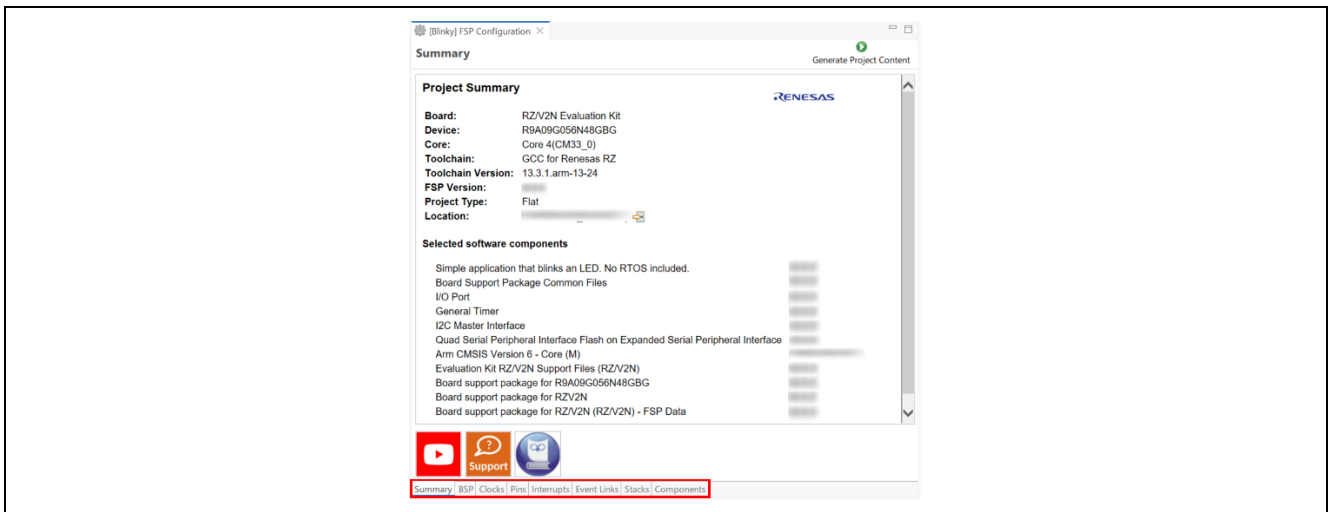 [Blinky] FSP Configuration
Summary
Generate Project Content
Project Summary
RENESAS
Board: RZ/V2N Evaluation Kit
Device: R9A09G056N48GBG
Core: Core 4(CM33_0)
Toolchain: GCC for Renesas RZ
Toolchain Version: 13.3.1.arm-13-24
FSP Version:
Project Type: Flat
Location:
Selected software components
Simple application that blinks an LED. No RTOS included.
Board Support Package Common Files
I/O Port
General Timer
I2C Master Interface
Quad Serial Peripheral Interface Flash on Expanded Serial Peripheral Interface
Arm CMSIS Version 6 - Core (M)
Evaluation Kit RZ/V2N Support Files (RZ/V2N)
Board support package for R9A09G056N48GBG
Board support package for RZV2N
Board support package for RZ/V2N (RZ/V2N) - FSP Data
Support
Summary BSP Clocks Pins Interrupts Event Links Stacks Components